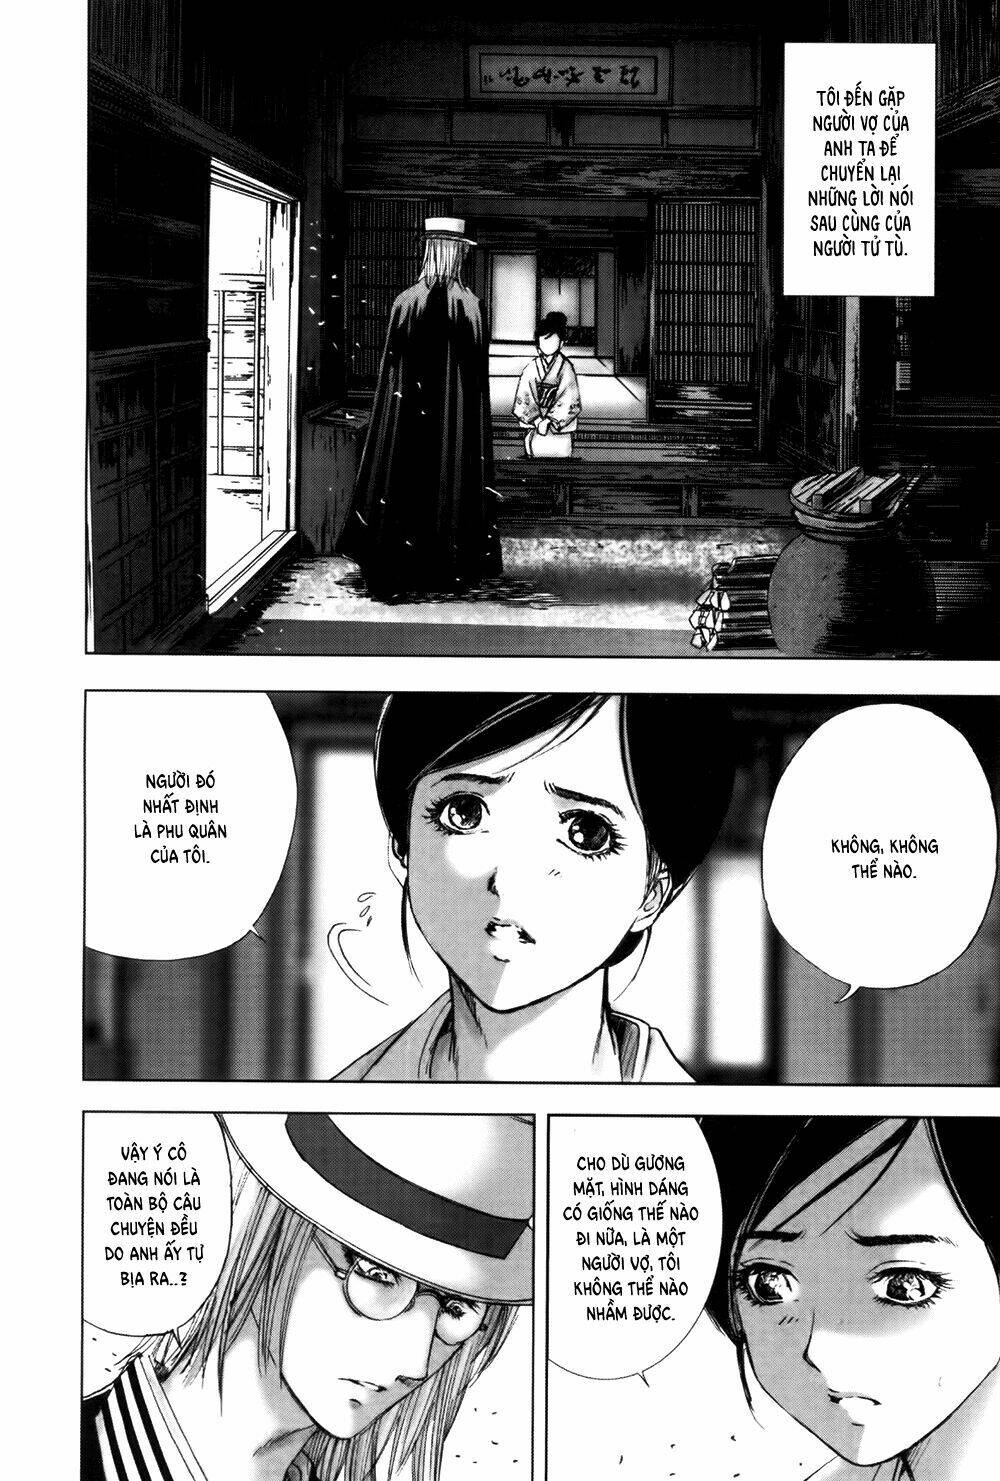 TÔI ĐẾN GẶP
NGƯỜI VỢ CỦA
ANH TA ĐỂ
CHUYỂN LẠI
NHỮNG LỜI NÓI
SAU CÙNG CỦA
NGƯỜI TỬ TÙ.
KHÔNG, KHÔNG
THỂ NÀO.
NGƯỜI ĐÓ
NHẤT ĐỊNH
LÀ PHU QUÂN
CỦA TÔI.
CHO DÙ GƯƠNG
MẶT, HÌNH DÁNG
CÓ GIỐNG THẾ NÀO
ĐI NỮA, LÀ MỘT
NGƯỜI VỢ, TÔI
KHÔNG THỂ NÀO
NHẦM ĐƯỢC.
VẬY Ý CÔ
ĐANG NÓI LÀ
TOÀN BỘ CÂU
CHUYỆN ĐỀU
DO ANH ẤY TỰ
BỊA RA..?